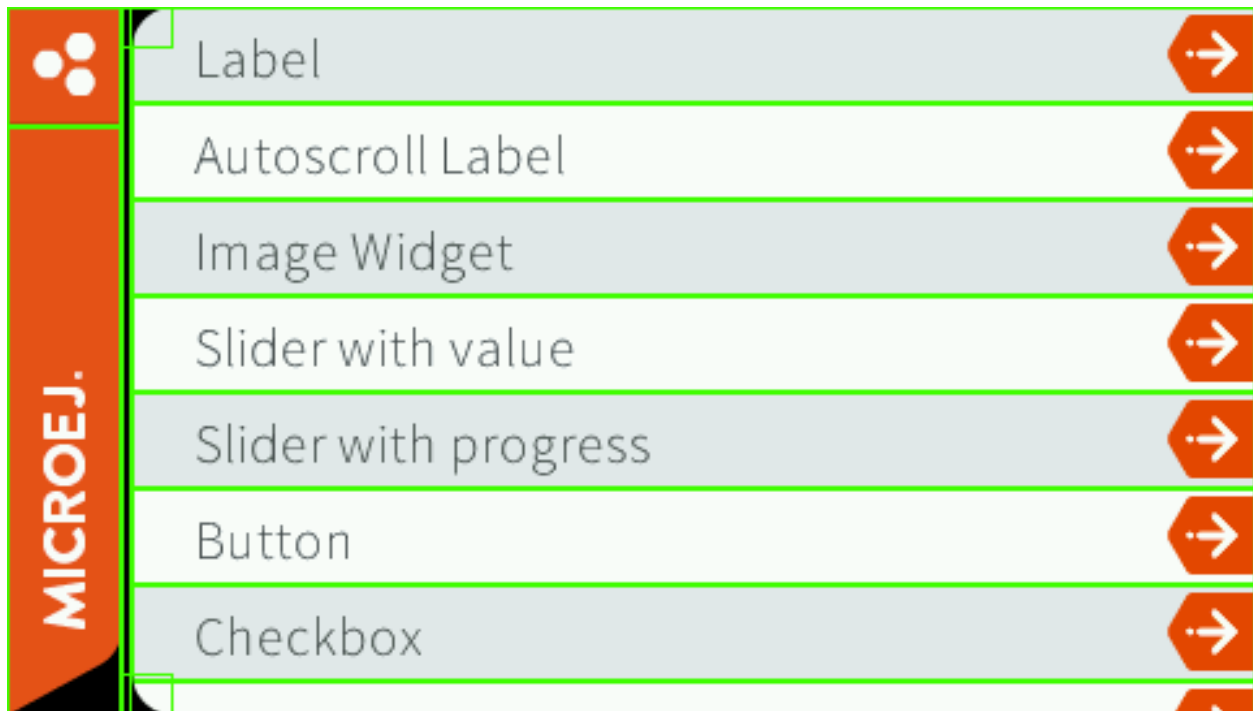 MICROEJ.
Label
Autoscroll Label
Image Widget
Slider with value
Slider with progress
Button
Checkbox